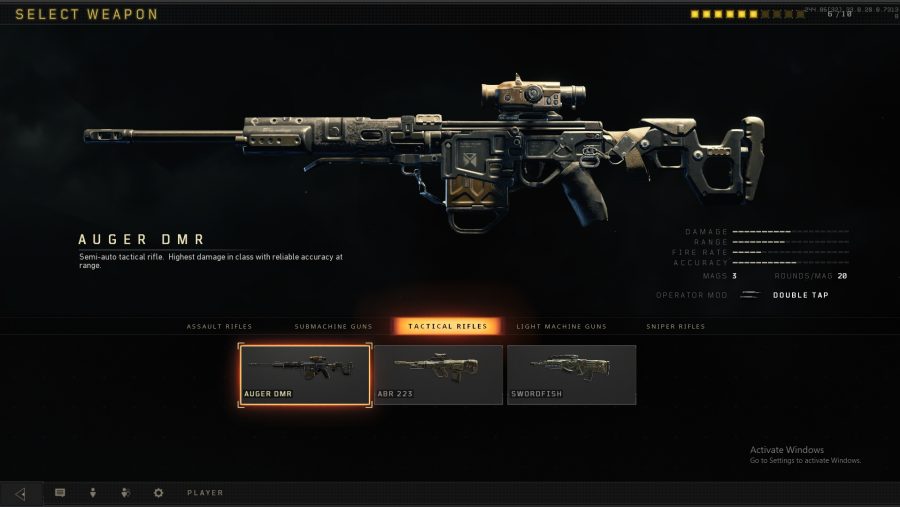 SELECT WEAPON
6/10
AUGER DMR
Semi-auto tactical rifle. Highest damage in class with reliable accuracy at
range.
DAMAGE
RANGE
FIRE RATE
ACCURACY
MAGS 3 ROUNDS/MAG 20
OPERATOR MOD DOUBLE TAP
ASSAULT RIFLES SUBMACHINE GUNS TACTICAL RIFLES LIGHT MACHINE GUNS SNIPER RIFLES
AUGER DMR ABR 223 SWORDFISH
Activate Windows
Go to Settings to activate Windows.
PLAYER